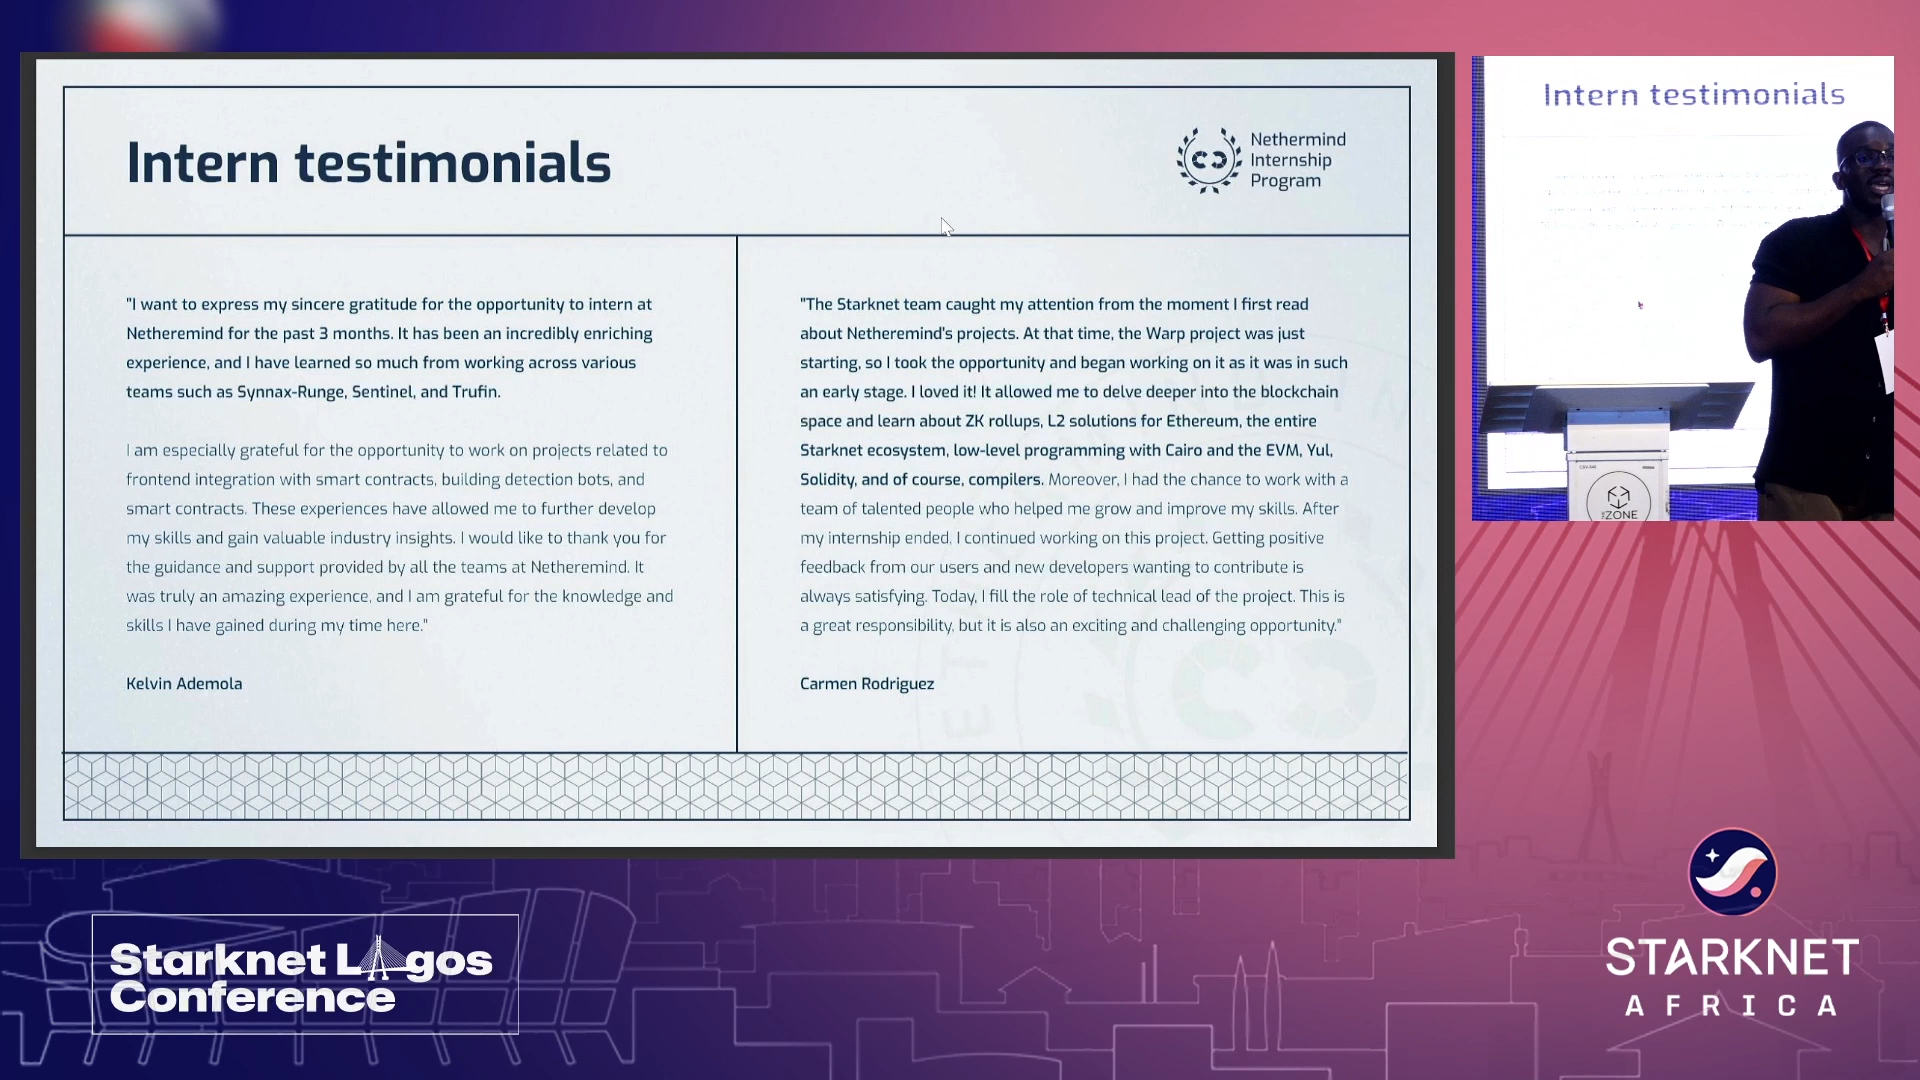 Intern testimonials
Nethermind
Internship
Program
"I want to express my sincere gratitude for the opportunity to intern at
Netheremind for the past 3 months. It has been an incredibly enriching
experience, and I have learned so much from working across various
teams such as Synnax-Runge, Sentinel, and Trufin.
I am especially grateful for the opportunity to work on projects related to
frontend integration with smart contracts, building detection bots, and
smart contracts. These experiences have allowed me to further develop
my skills and gain valuable industry insights. I would like to thank you for
the guidance and support provided by all the teams at Netheremind. It
was truly an amazing experience, and I am grateful for the knowledge and
skills I have gained during my time here."
Kelvin Ademola
"The Starknet team caught my attention from the moment I first read
about Netheremind's projects. At that time, the Warp project was just
starting, so I took the opportunity and began working on it as it was in such
an early stage. I loved it! It allowed me to delve deeper into the blockchain
space and learn about ZK rollups, L2 solutions for Ethereum, the entire
Starknet ecosystem, low-level programming with Cairo and the EVM, Yul,
Solidity, and of course, compilers. Moreover, I had the chance to work with a
team of talented people who helped me grow and improve my skills. After
my internship ended, I continued working on this project. Getting positive
feedback from our users and new developers wanting to contribute is
always satisfying. Today, I fill the role of technical lead of the project. This is
a great responsibility, but it is also an exciting and challenging opportunity."
Carmen Rodriguez
Intern testimonials
ZONE
Starknet Lagos
Conference
STARKNET
AFRICA